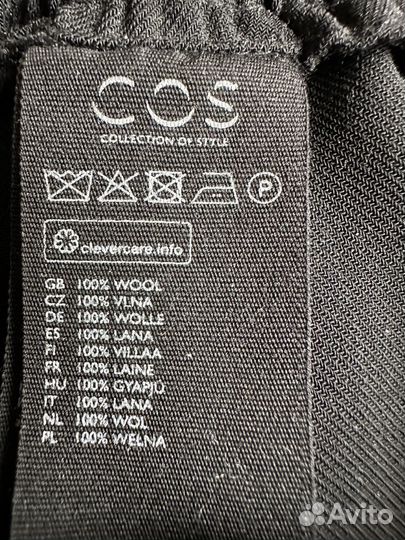 COS
COLLECTION OF STYLE
P
clevercare.info
GB 100% WOOL
CZ 100% VLNA
DE 100% WOLLE
ES 100% LANA
FI 100% VILLAA
FR 100% LAINE
HU 100% GYAPJÚ
IT 100% LANA
NL 100% WOL
PL 100% WEŁNA
Avito